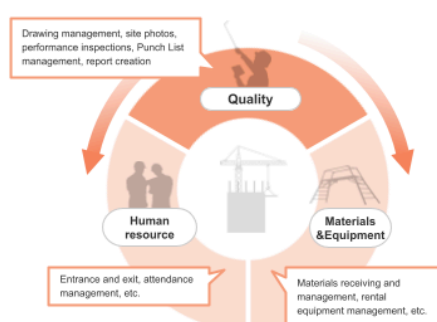 Drawing management, site photos,
performance inspections, Punch List
management, report creation
Quality
Human
resource
Materials
&Equipment
Entrance and exit, attendance
management, etc.
Materials receiving and
management, rental
equipment management, etc.